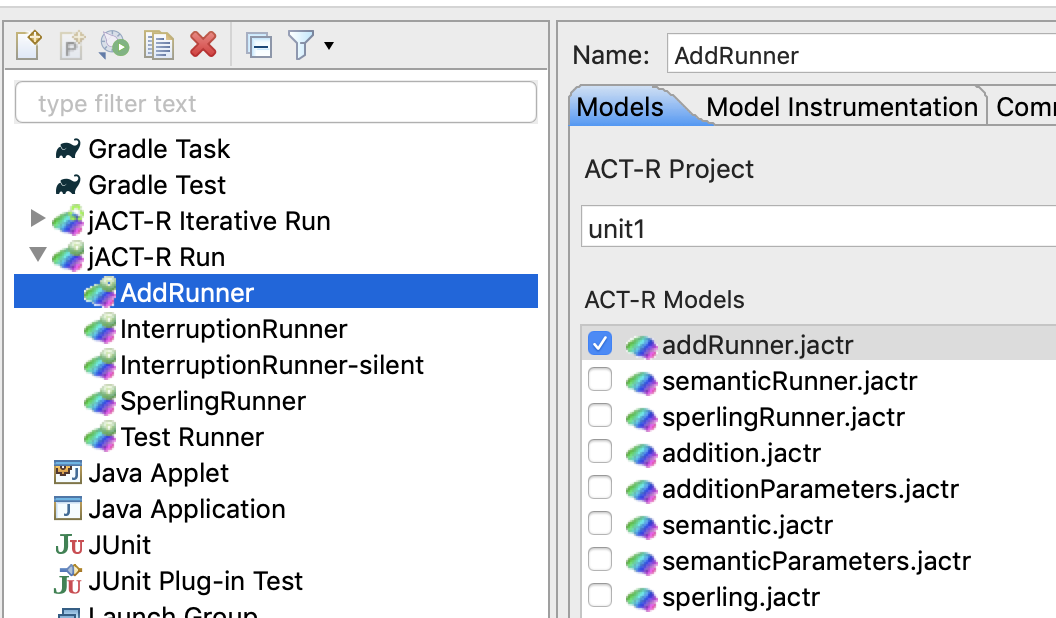 type filter text
Gradle Task
Gradle Test
jACT-R Iterative Run
jACT-R Run
AddRunner
InterruptionRunner
InterruptionRunner-silent
SperlingRunner
Test Runner
Java Applet
Java Application
JUnit
JUnit Plug-in Test
Launch Group
Name: AddRunner
Models Model Instrumentation Comm
ACT-R Project
unit1
ACT-R Models
addRunner.jactr
semanticRunner.jactr
sperlingRunner.jactr
addition.jactr
additionParameters.jactr
semantic.jactr
semanticParameters.jactr
sperling.jactr